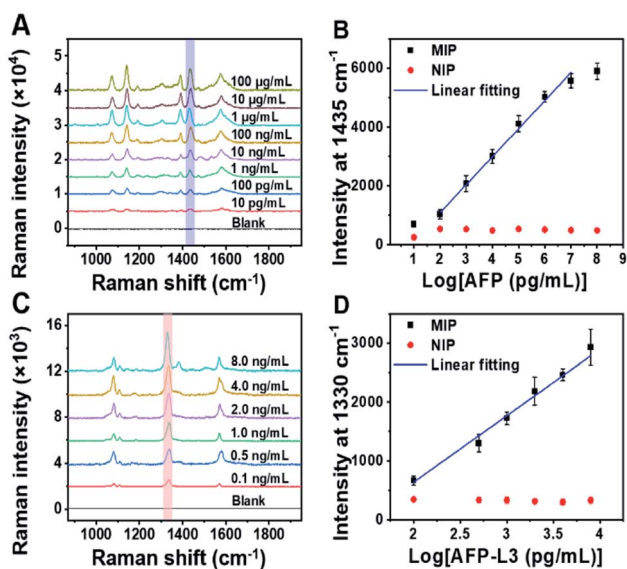 A
Raman intensity (×10⁴)
5
4
3
2
1
0
100 μg/mL
10 μg/mL
1 μg/mL
100 ng/mL
10 ng/mL
1 ng/mL
100 pg/mL
10 pg/mL
Blank
1000 1200 1400 1600 1800
Raman shift (cm⁻¹)
B
Intensity at 1435 cm⁻¹
6000
4000
2000
0
MIP
NIP
Linear fitting
1 2 3 4 5 6 7 8 9
Log[AFP (pg/mL)]
C
Raman intensity (×10³)
16
12
8
4
0
8.0 ng/mL
4.0 ng/mL
2.0 ng/mL
1.0 ng/mL
0.5 ng/mL
0.1 ng/mL
Blank
1000 1200 1400 1600 1800
Raman shift (cm⁻¹)
D
Intensity at 1330 cm⁻¹
3000
2000
1000
0
MIP
NIP
Linear fitting
2 2.5 3 3.5 4
Log[AFP-L3 (pg/mL)]